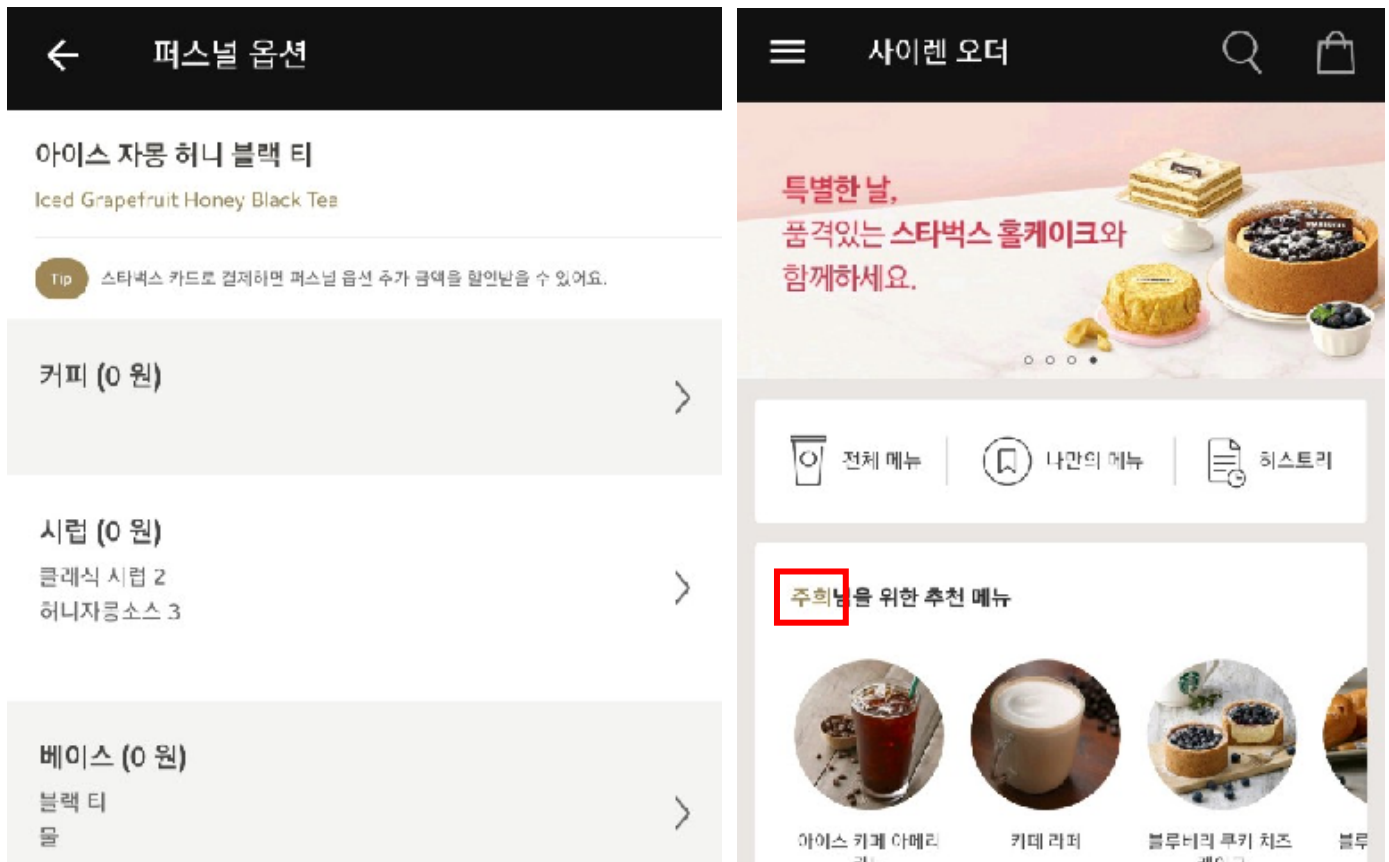 퍼스널 옵션
아이스 자몽 허니 블랙 티
Iced Grapefruit Honey Black Tea
Tip 스타벅스 카드로 결제하면 퍼스널 옵션 추가 금액을 할인받을 수 있어요.
커피 (0 원)
시럽 (0 원)
클래식 시럽 2
허니자몽소스 3
베이스 (0 원)
블랙 티
물
사이렌 오더
특별한 날,
품격있는 스타벅스 홀케이크와
함께하세요.
전체 메뉴 나만의 메뉴 히스토리
주희님을 위한 추천 메뉴
아이스 카페 아메리 카페 라떼 블루베리 쿠키 치즈 블루